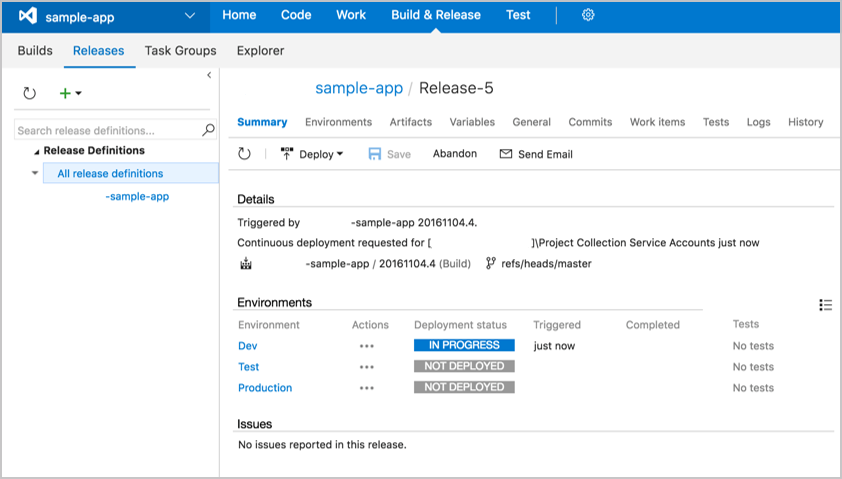 sample-app Home Code Work Build & Release Test
Builds Releases Task Groups Explorer
Search release definitions...
Release Definitions
All release definitions
-sample-app
sample-app / Release-5
Summary Environments Artifacts Variables General Commits Work items Tests Logs History
Deploy Save Abandon Send Email
Details
Triggered by -sample-app 20161104.4.
Continuous deployment requested for [ ]\Project Collection Service Accounts just now
-sample-app / 20161104.4 (Build) refs/heads/master
Environments
Environment Actions Deployment status Triggered Completed Tests
Dev ... IN PROGRESS just now No tests
Test ... NOT DEPLOYED No tests
Production ... NOT DEPLOYED No tests
Issues
No issues reported in this release.